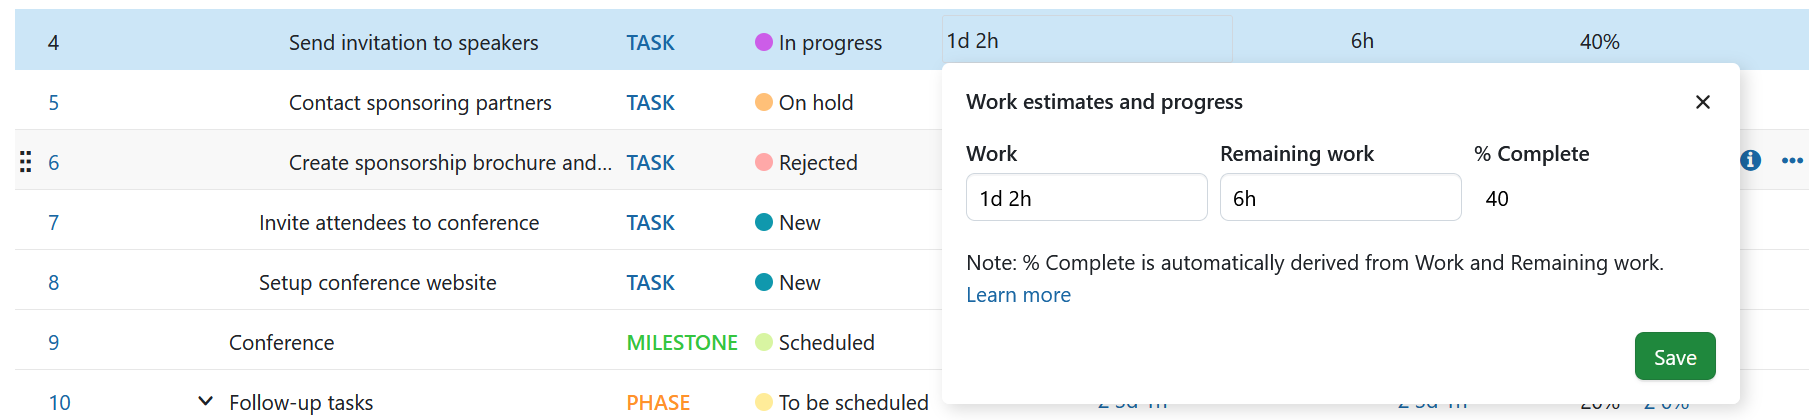 4 Send invitation to speakers TASK In progress 1d 2h 6h 40%
5 Contact sponsoring partners TASK On hold
6 Create sponsorship brochure and... TASK Rejected
7 Invite attendees to conference TASK New
8 Setup conference website TASK New
9 Conference MILESTONE Scheduled
10 Follow-up tasks PHASE To be scheduled
Work estimates and progress
Work Remaining work % Complete
1d 2h 6h 40
Note: % Complete is automatically derived from Work and Remaining work.
Learn more
Save